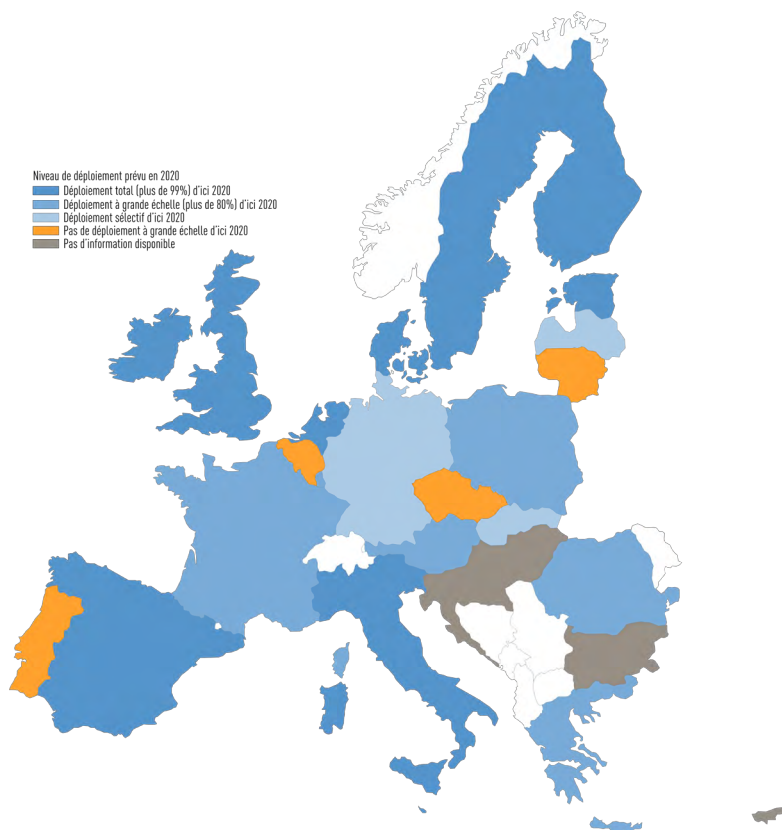 Niveau de déploiement prévu en 2020
Déploiement total (plus de 99%) d'ici 2020
Déploiement à grande échelle (plus de 80%) d'ici 2020
Déploiement sélectif d'ici 2020
Pas de déploiement à grande échelle d'ici 2020
Pas d'information disponible